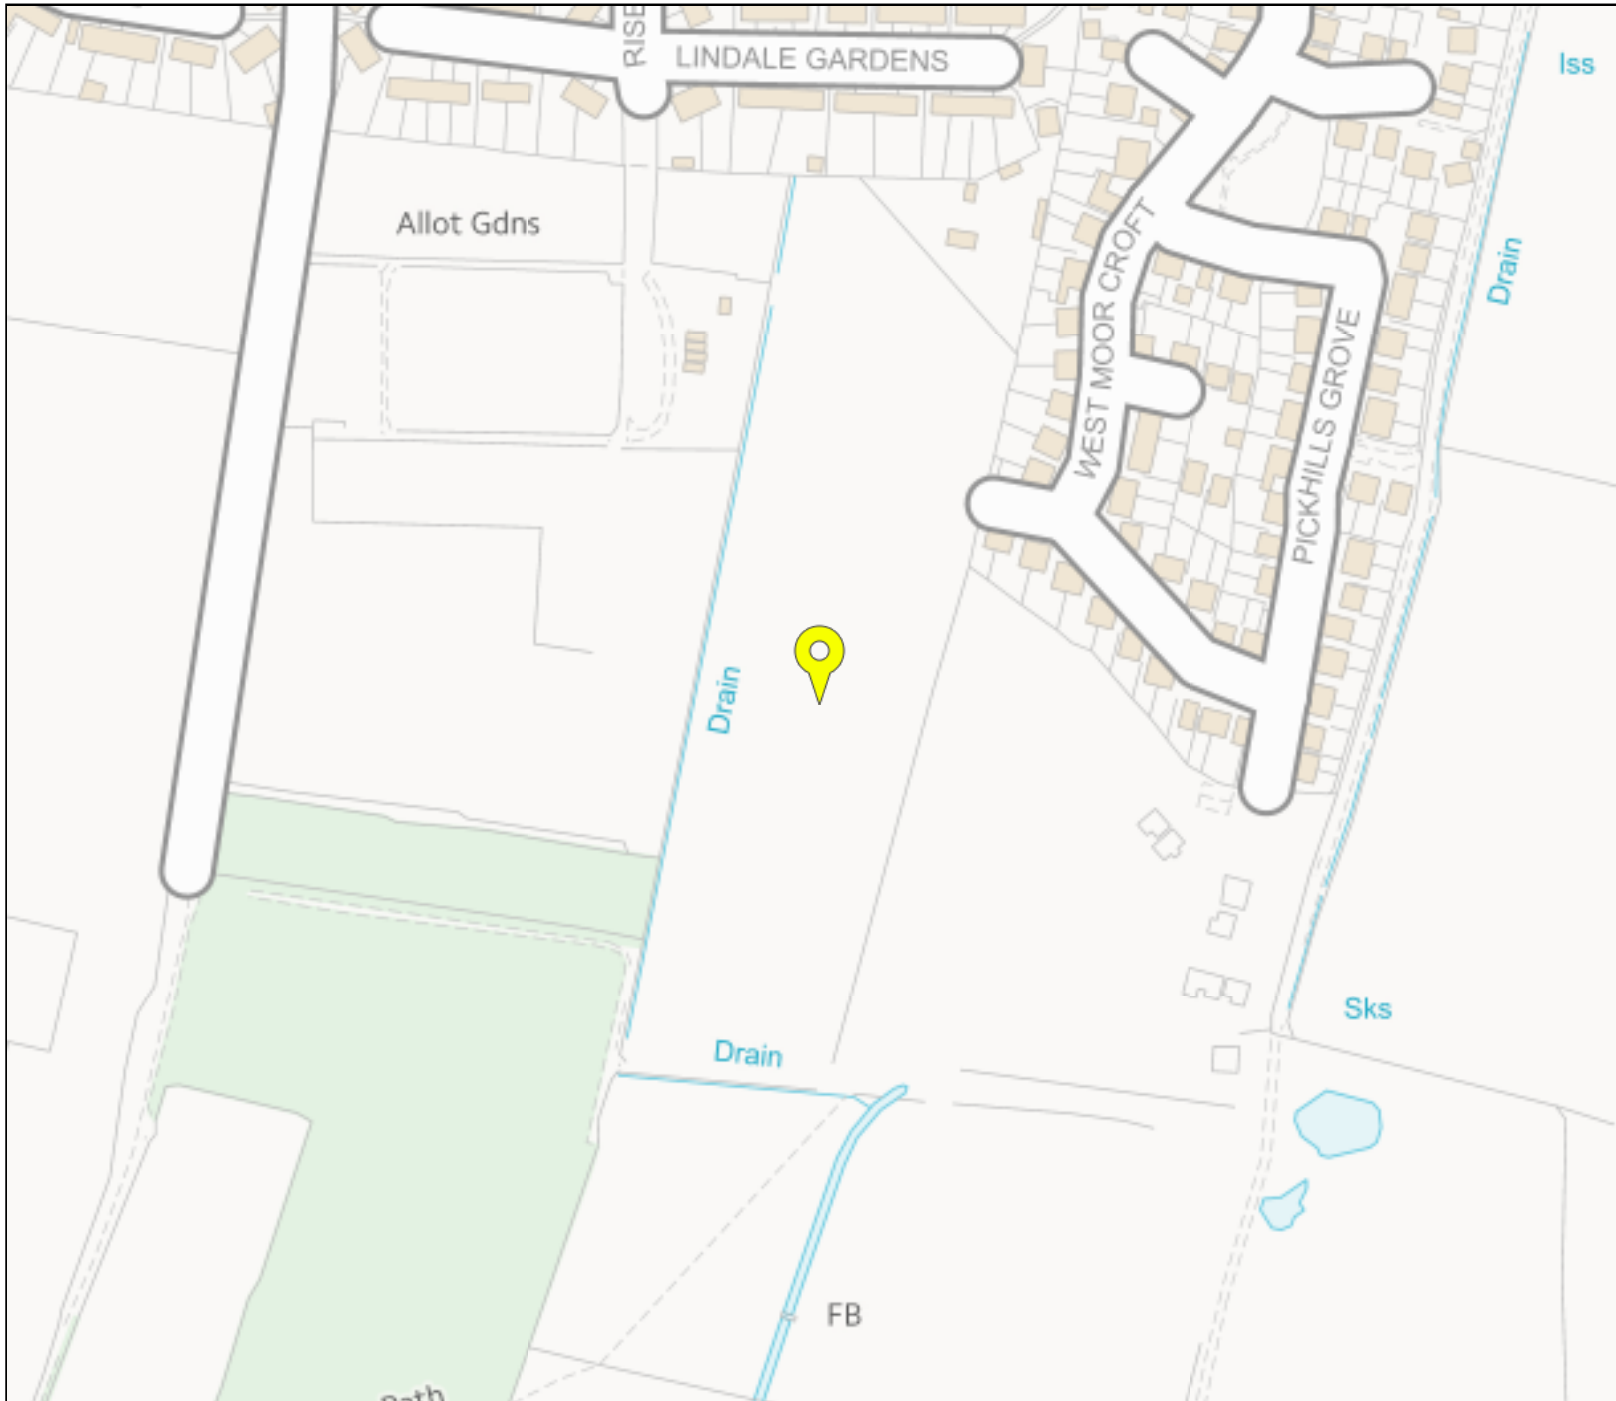 RISE
LINDALE GARDENS
Iss
Allot Gdns
WEST MOOR CROFT
Drain
PICKHILLS GROVE
Drain
Sks
Drain
FB